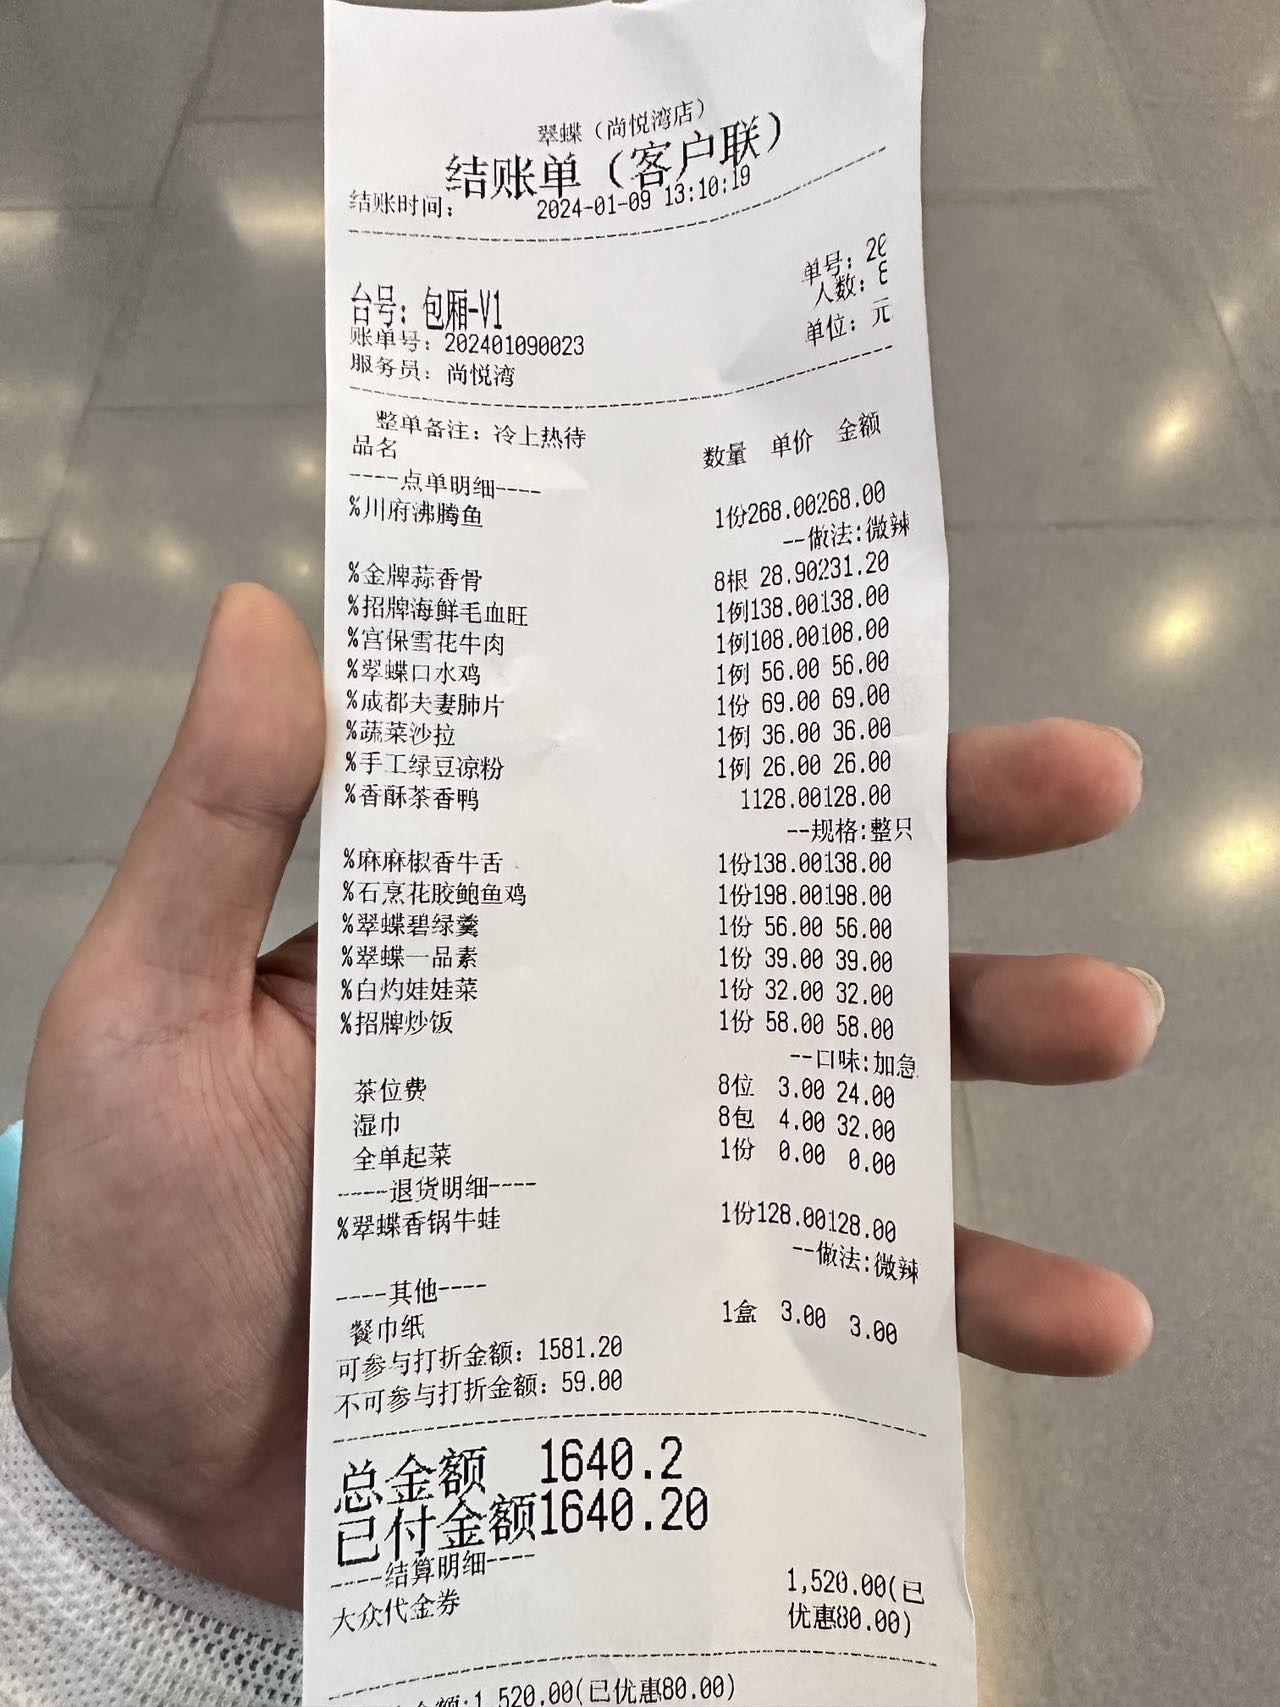 翠蝶（尚悦湾店）
结账单（客户联）
结账时间： 2024-01-09 13:10:19
单号：26
台号：包厢-V1 人数：
账单号：202401090023 单位：元
服务员：尚悦湾
整单备注：冷上热待
品名 数量 单价 金额
----点单明细----
%川府沸腾鱼 1份268.00268.00
--做法:微辣
%金牌蒜香骨 8根 28.90231.20
%招牌海鲜毛血旺 1例138.00138.00
%宫保雪花牛肉 1例108.00108.00
%翠蝶口水鸡 1例 56.00 56.00
%成都夫妻肺片 1份 69.00 69.00
%蔬菜沙拉 1例 36.00 36.00
%手工绿豆凉粉 1例 26.00 26.00
%香酥茶香鸭 1128.00128.00
--规格:整只
%麻麻椒香牛舌 1份138.00138.00
%石烹花胶鲍鱼鸡 1份198.00198.00
%翠蝶碧绿羹 1份 56.00 56.00
%翠蝶一品素 1份 39.00 39.00
%白灼娃娃菜 1份 32.00 32.00
%招牌炒饭 1份 58.00 58.00
--口味:加急
茶位费 8位 3.00 24.00
湿巾 8包 4.00 32.00
全单起菜 1份 0.00 0.00
----退货明细----
%翠蝶香锅牛蛙 1份128.00128.00
--做法:微辣
----其他----
餐巾纸 1盒 3.00 3.00
可参与打折金额：1581.20
不可参与打折金额：59.00
总金额 1640.2
已付金额1640.20
----结算明细----
大众代金券 1,520.00(已
优惠80.00)
金额:1,520.00(已优惠80.00)